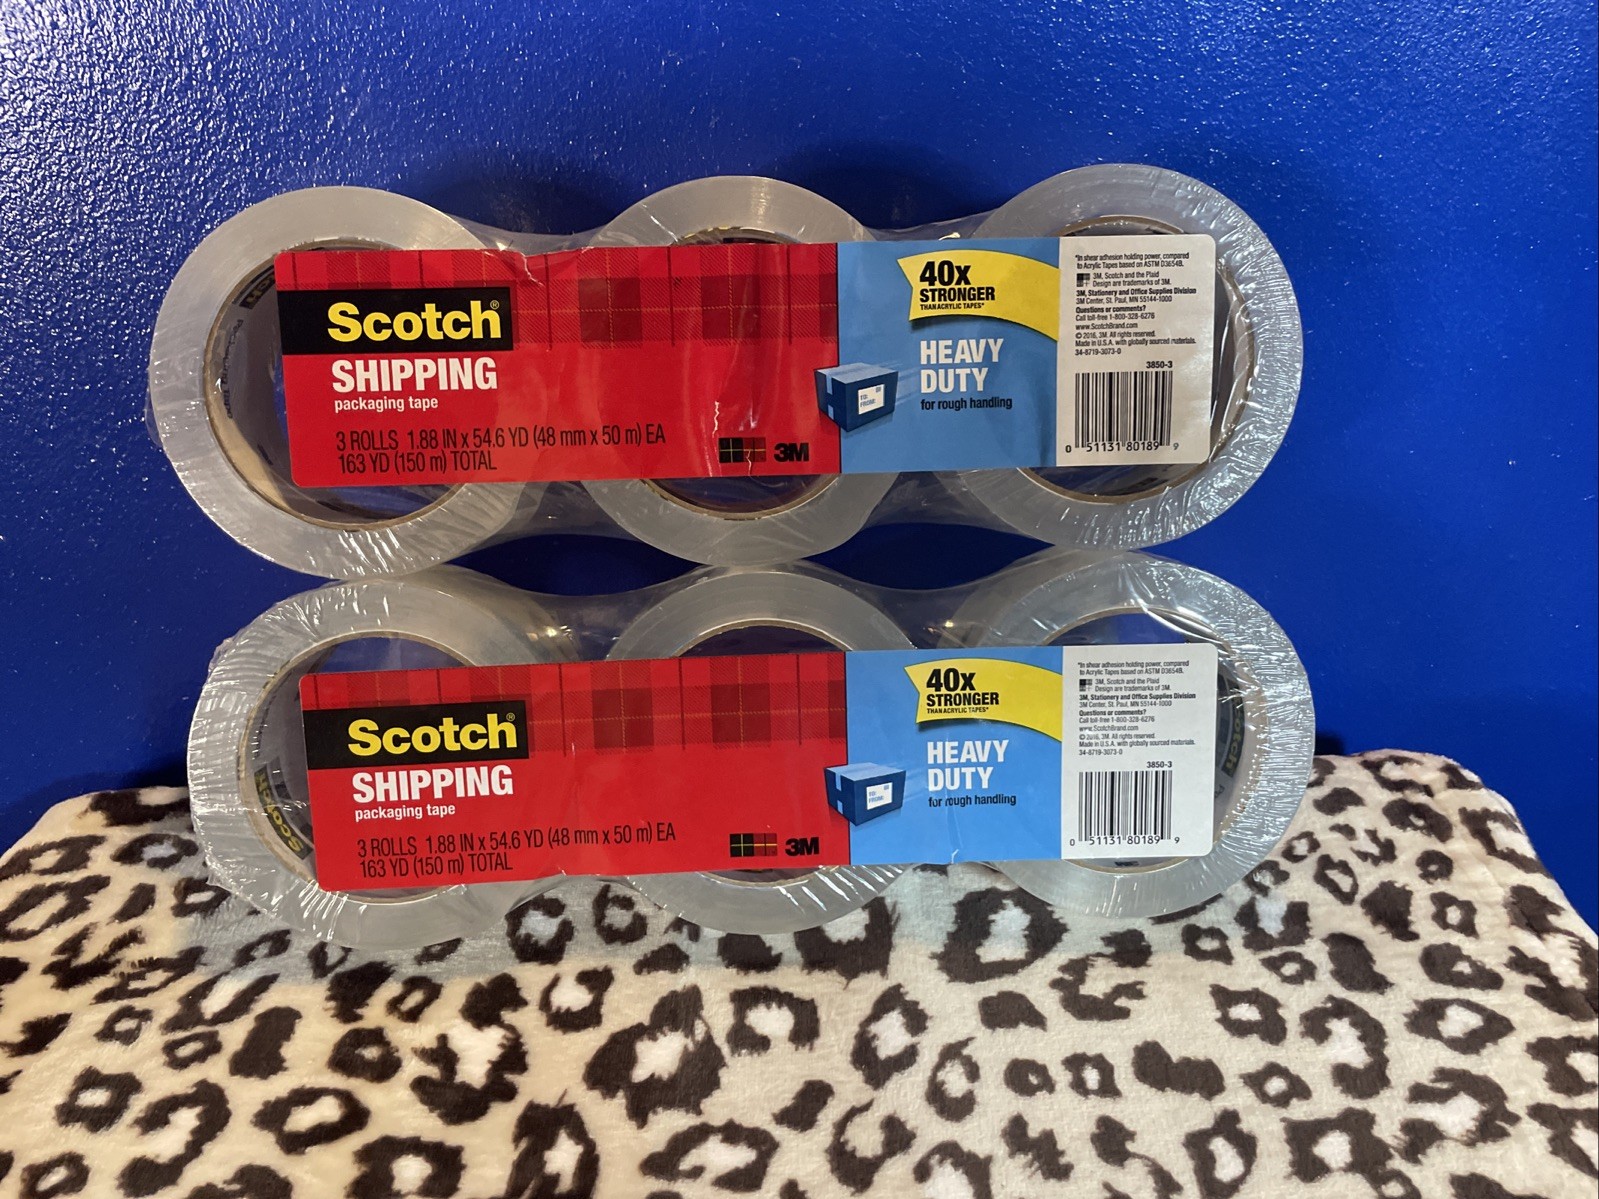 Scotch®
SHIPPING
packaging tape
3 ROLLS 1.88 IN x 54.6 YD (48 mm x 50 m) EA
163 YD (150 m) TOTAL
3M
40x
STRONGER
THAN ACRYLIC TAPES*
HEAVY
DUTY
for rough handling
TO:
FROM:
*In shear adhesion holding power, compared
to Acrylic Tapes based on ASTM D3654B.
3M, Scotch and the Plaid
Design are trademarks of 3M.
3M, Stationery and Office Supplies Division
3M Center, St. Paul, MN 55144-1000
Questions or comments?
Call toll-free 1-800-328-6276
www.ScotchBrand.com
© 2016, 3M. All rights reserved.
Made in U.S.A. with globally sourced materials.
34-8719-3073-0
3850-3
0 51131 80189 9
Scotch®
SHIPPING
packaging tape
3 ROLLS 1.88 IN x 54.6 YD (48 mm x 50 m) EA
163 YD (150 m) TOTAL
3M
40x
STRONGER
THAN ACRYLIC TAPES*
HEAVY
DUTY
for rough handling
TO:
FROM:
*In shear adhesion holding power, compared
to Acrylic Tapes based on ASTM D3654B.
3M, Scotch and the Plaid
Design are trademarks of 3M.
3M, Stationery and Office Supplies Division
3M Center, St. Paul, MN 55144-1000
Questions or comments?
Call toll-free 1-800-328-6276
www.ScotchBrand.com
© 2016, 3M. All rights reserved.
Made in U.S.A. with globally sourced materials.
34-8719-3073-0
3850-3
0 51131 80189 9
Scotch
Scotch